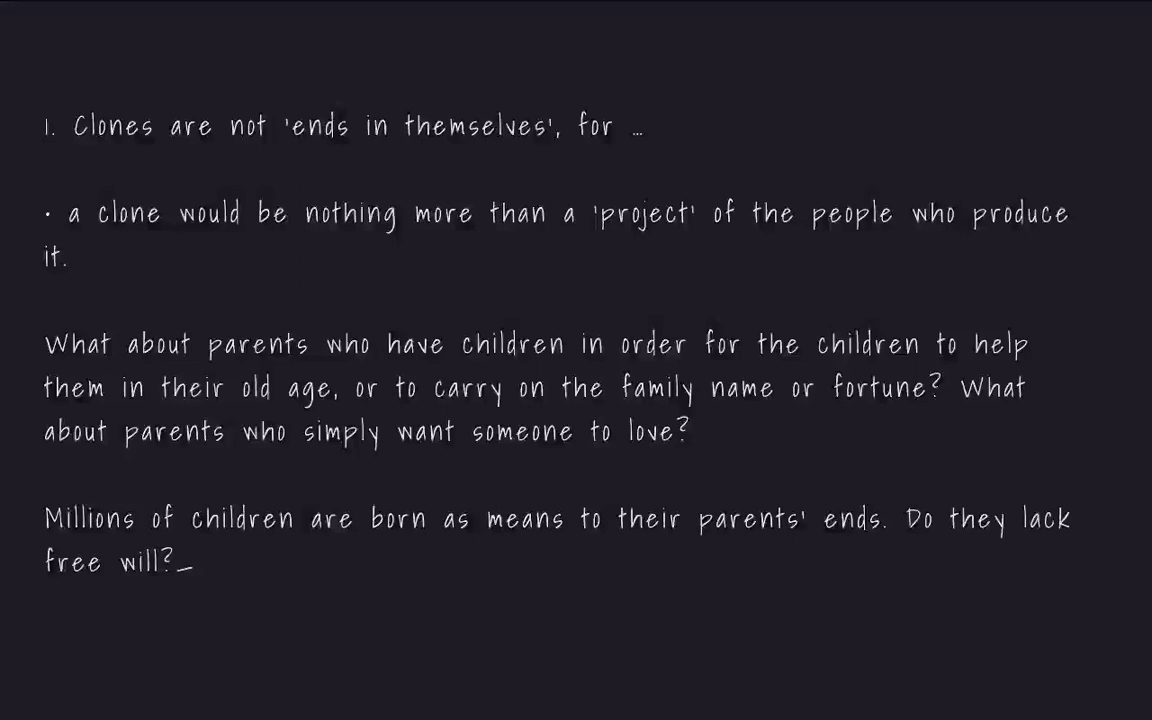 1. Clones are not 'ends in themselves', for ...
• a clone would be nothing more than a 'project' of the people who produce
it.
What about parents who have children in order for the children to help
them in their old age, or to carry on the family name or fortune? What
about parents who simply want someone to love?
Millions of children are born as means to their parents' ends. Do they lack
free will?_